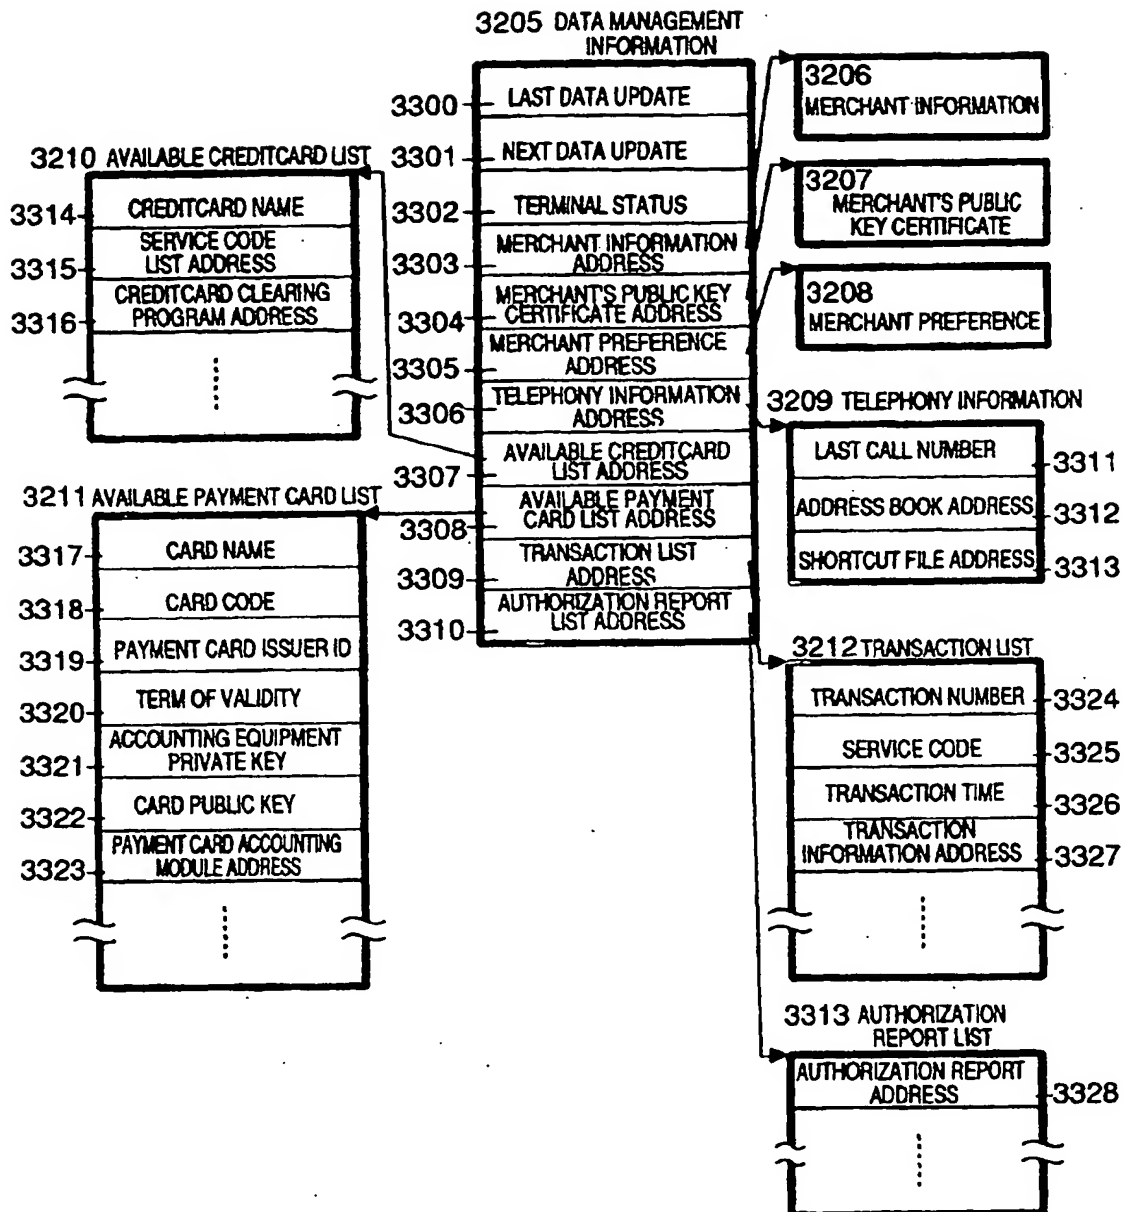 3205 DATA MANAGEMENT
INFORMATION
3300 LAST DATA UPDATE
3301 NEXT DATA UPDATE
3302 TERMINAL STATUS
3303 MERCHANT INFORMATION
ADDRESS
3304 MERCHANT'S PUBLIC KEY
CERTIFICATE ADDRESS
3305 MERCHANT PREFERENCE
ADDRESS
3306 TELEPHONY INFORMATION
ADDRESS
3307 AVAILABLE CREDITCARD
LIST ADDRESS
3308 AVAILABLE PAYMENT
CARD LIST ADDRESS
3309 TRANSACTION LIST
ADDRESS
3310 AUTHORIZATION REPORT
LIST ADDRESS
3210 AVAILABLE CREDITCARD LIST
3314 CREDITCARD NAME
3315 SERVICE CODE
LIST ADDRESS
3316 CREDITCARD CLEARING
PROGRAM ADDRESS
3211 AVAILABLE PAYMENT CARD LIST
3317 CARD NAME
3318 CARD CODE
3319 PAYMENT CARD ISSUER ID
3320 TERM OF VALIDITY
3321 ACCOUNTING EQUIPMENT
PRIVATE KEY
3322 CARD PUBLIC KEY
3323 PAYMENT CARD ACCOUNTING
MODULE ADDRESS
3206
MERCHANT INFORMATION
3207
MERCHANT'S PUBLIC
KEY CERTIFICATE
3208
MERCHANT PREFERENCE
3209 TELEPHONY INFORMATION
LAST CALL NUMBER 3311
ADDRESS BOOK ADDRESS 3312
SHORTCUT FILE ADDRESS 3313
3212 TRANSACTION LIST
TRANSACTION NUMBER 3324
SERVICE CODE 3325
TRANSACTION TIME 3326
TRANSACTION
INFORMATION ADDRESS 3327
3313 AUTHORIZATION
REPORT LIST
AUTHORIZATION REPORT
ADDRESS 3328